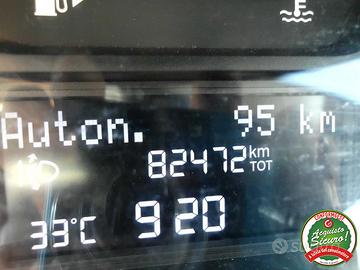 Auton. 95 km
82472 km TOT
33°C 9 20
Acquisto Sicuro!